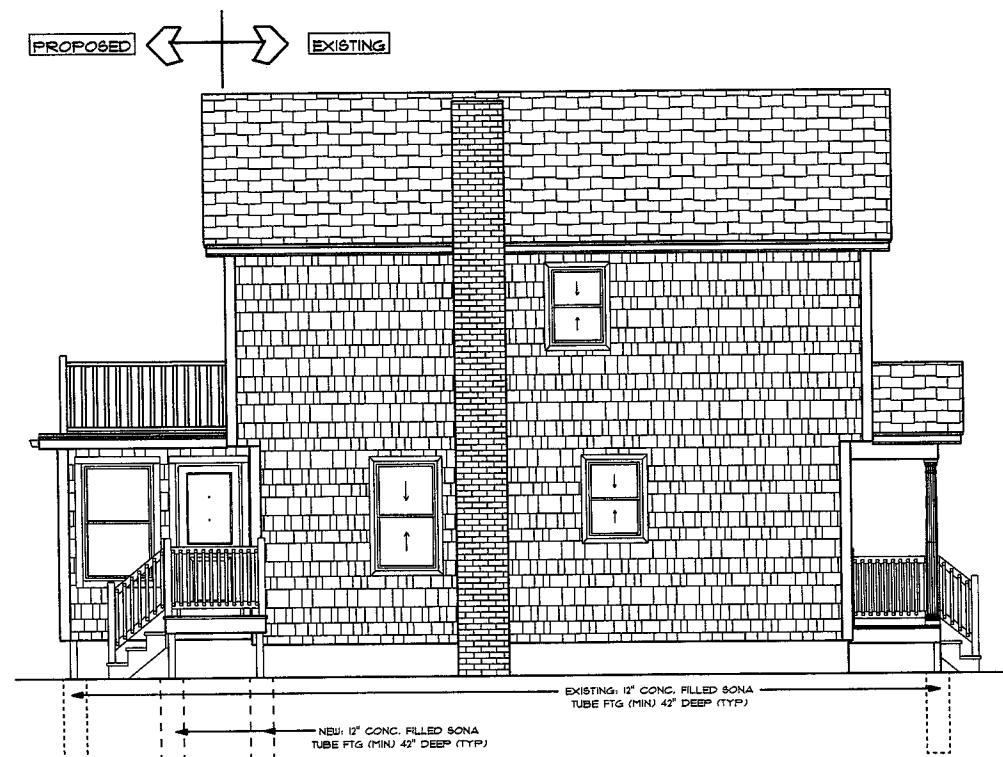 PROPOSED EXISTING
EXISTING: 12" CONC. FILLED SONA
TUBE FTG (MIN.) 42" DEEP (TYP)
NEW: 12" CONC. FILLED SONA
TUBE FTG (MIN.) 42" DEEP (TYP)